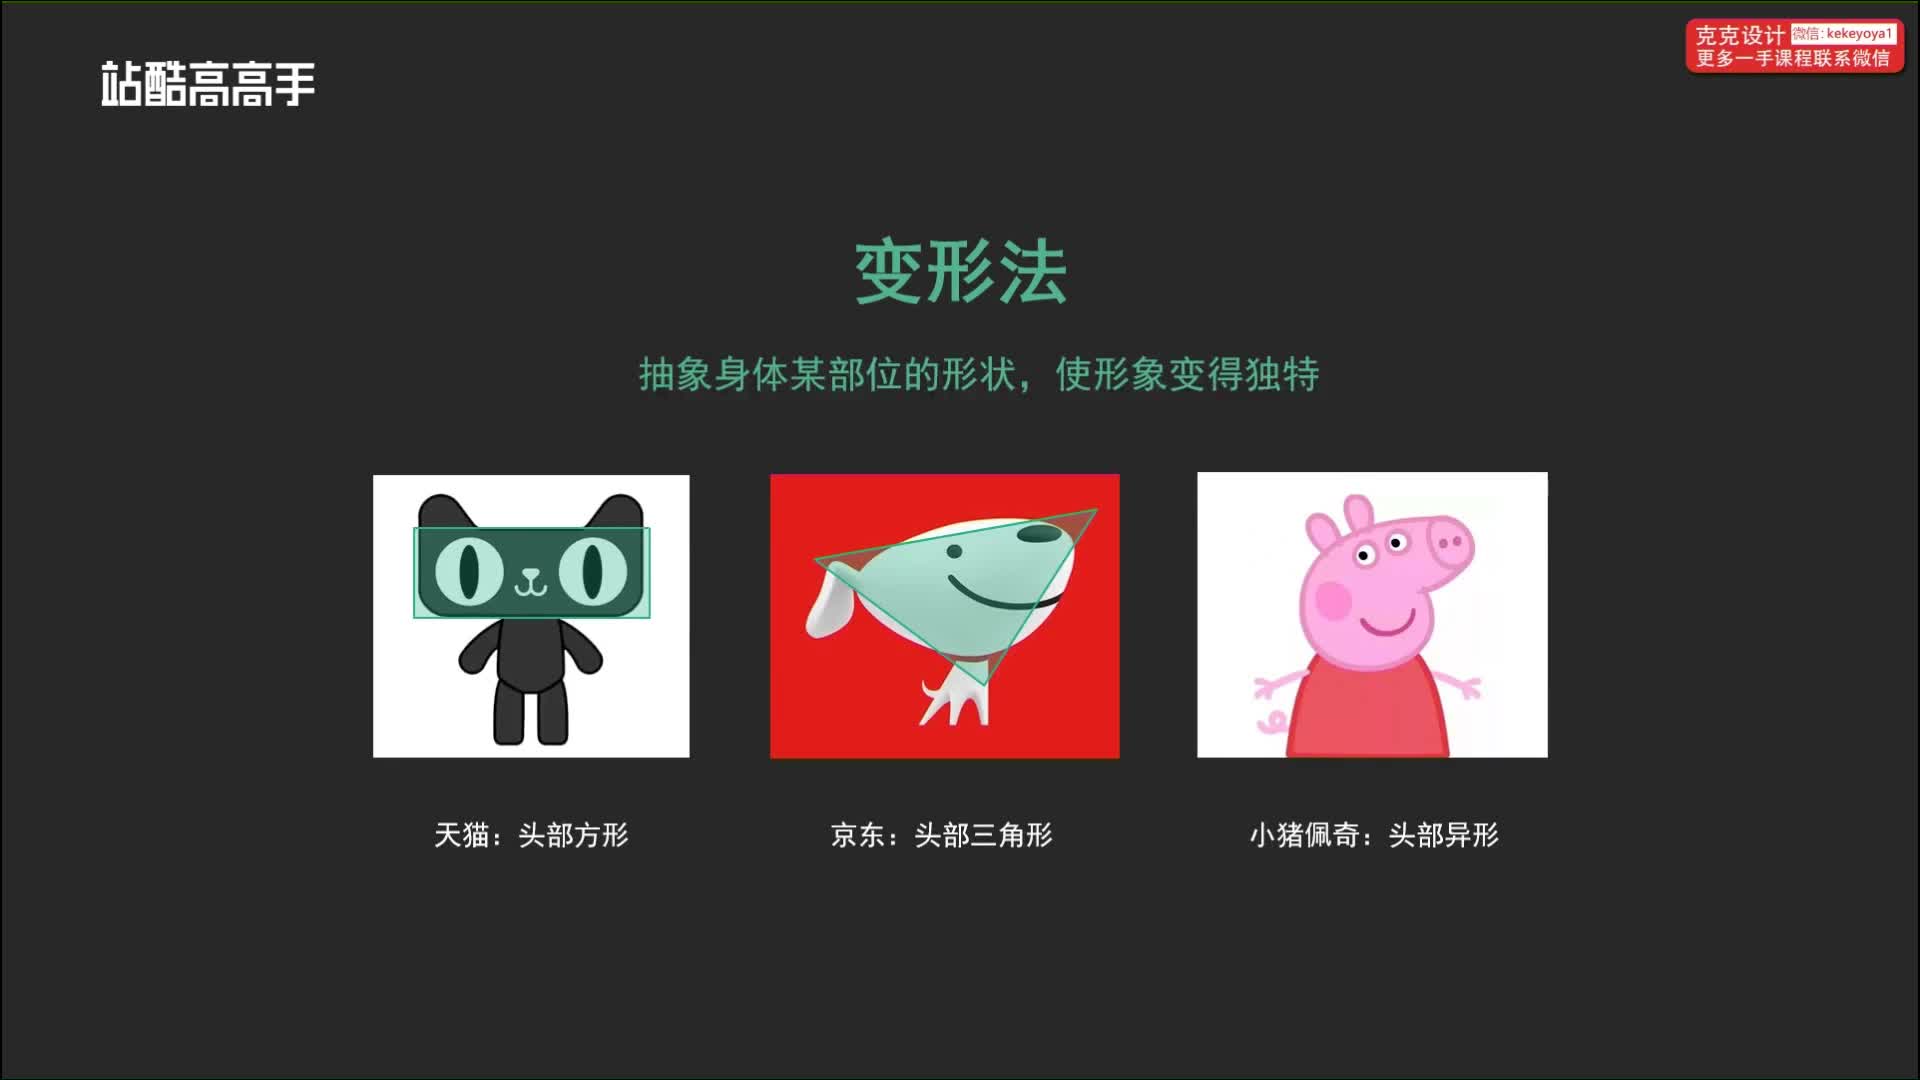 站酷高高手
克克设计 微信:kekeyoya1
更多一手课程联系微信
变形法
抽象身体某部位的形状，使形象变得独特
天猫：头部方形
京东：头部三角形
小猪佩奇：头部异形